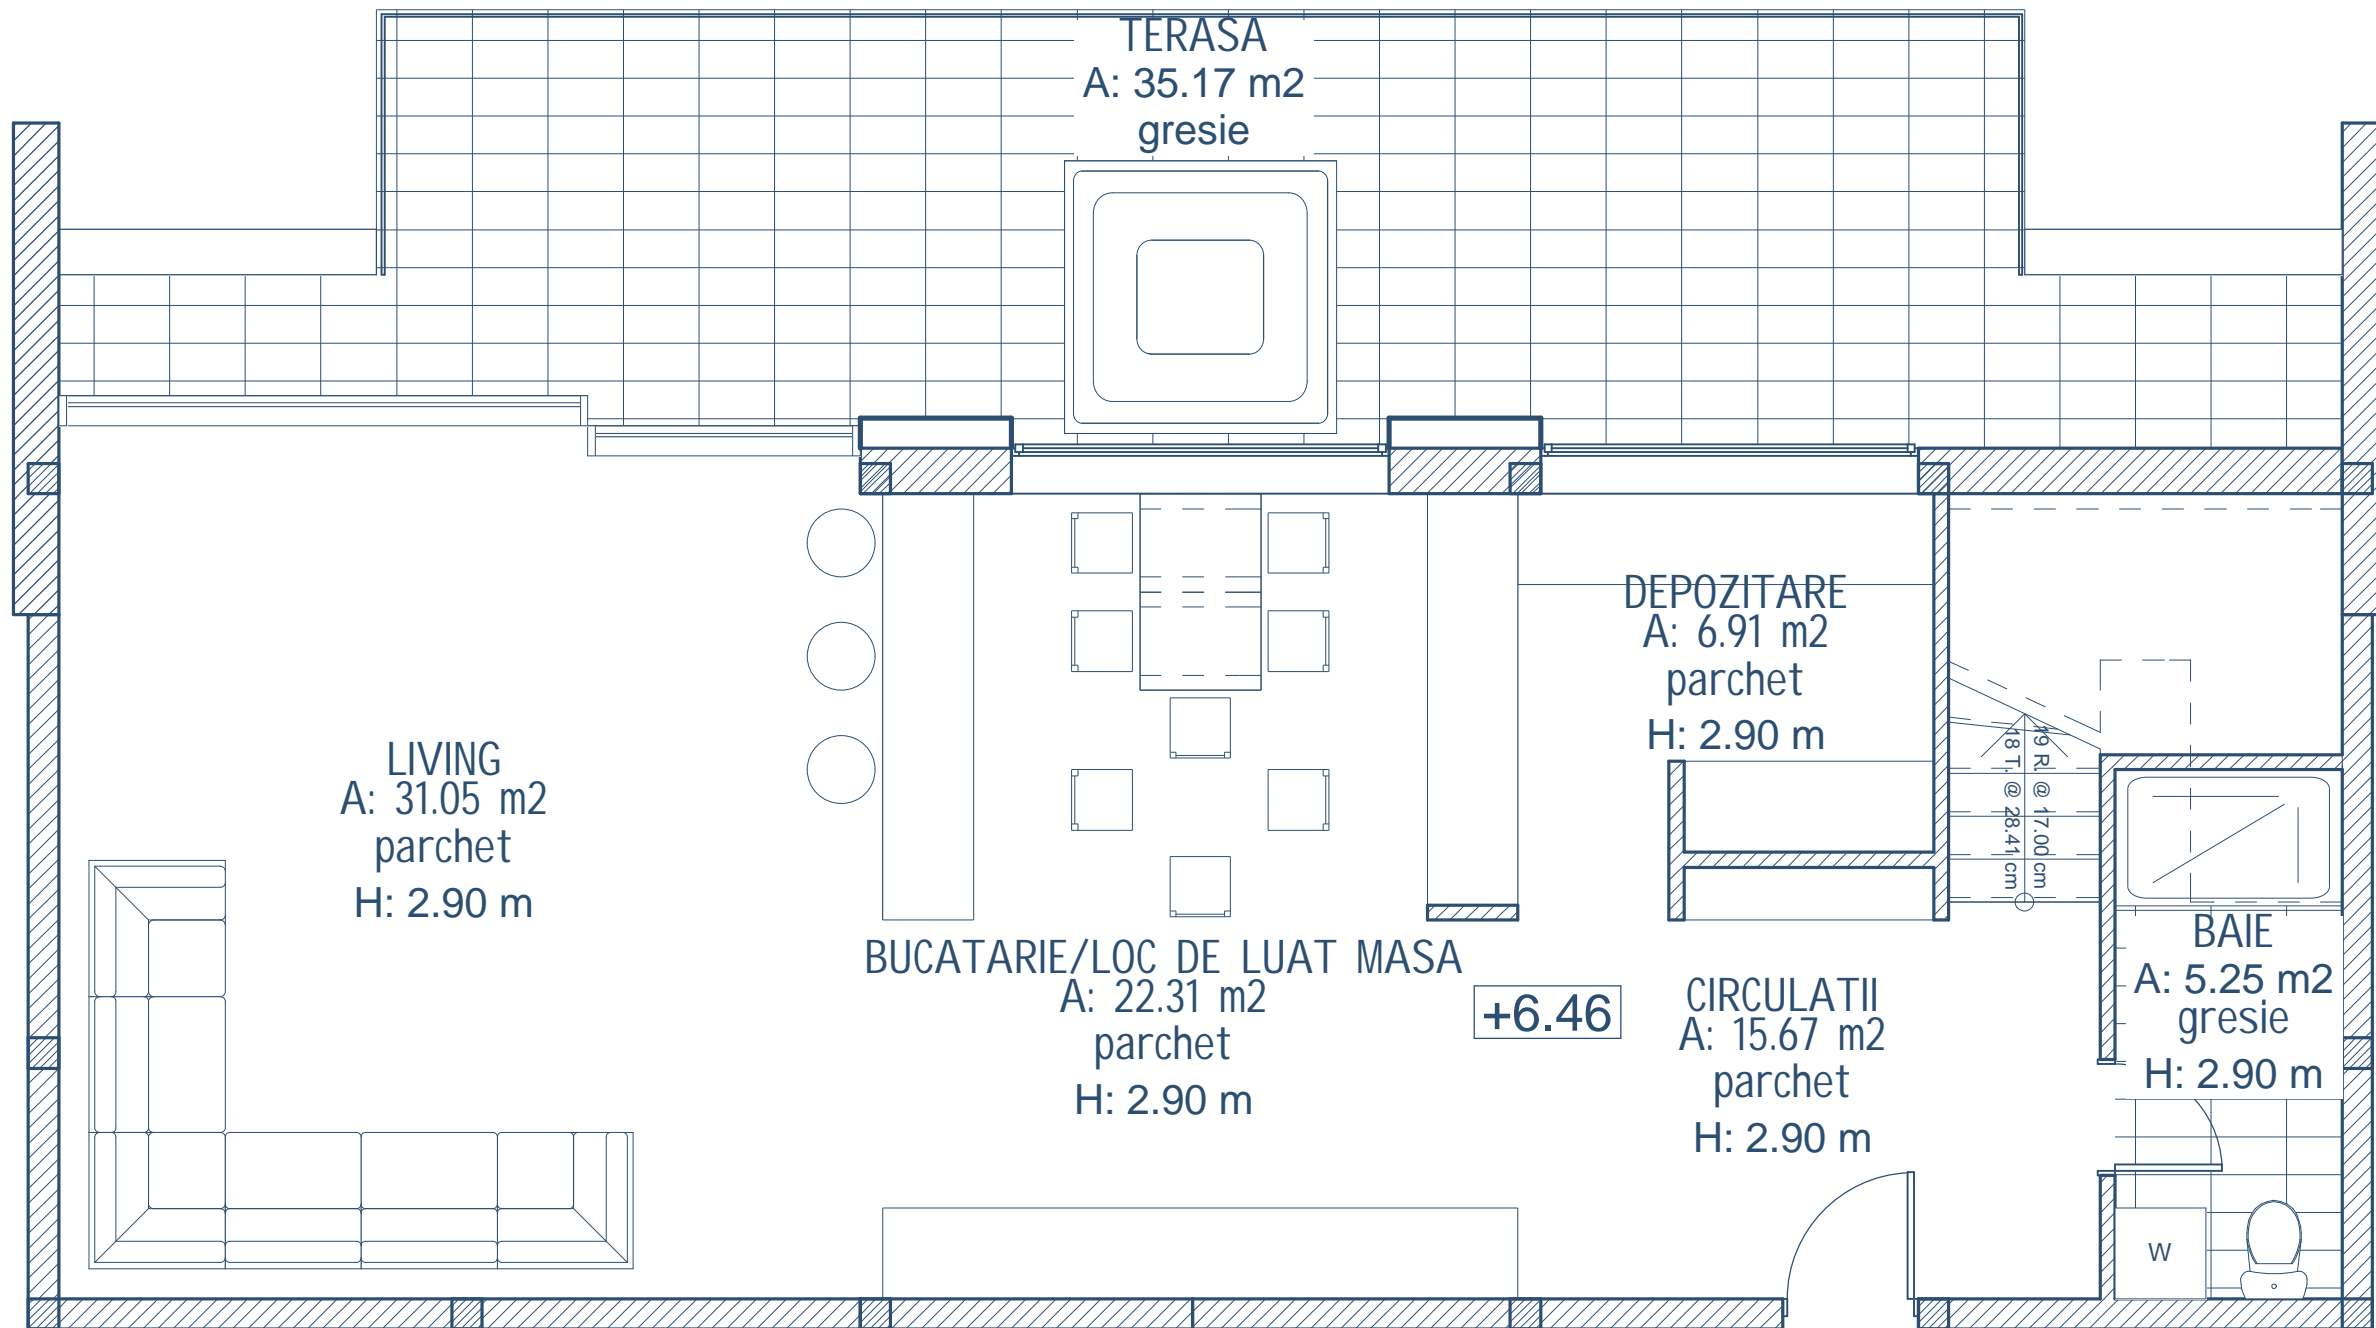 TERASA
A: 35.17 m2
gresie
DEPOZITARE
A: 6.91 m2
parchet
H: 2.90 m
LIVING
A: 31.05 m2
parchet
H: 2.90 m
19 R. @ 17.00 cm
18 T. @ 28.41 cm
BUCATARIE/LOC DE LUAT MASA
A: 22.31 m2
parchet
H: 2.90 m
+6.46
CIRCULATII
A: 15.67 m2
parchet
H: 2.90 m
BAIE
A: 5.25 m2
gresie
H: 2.90 m
W